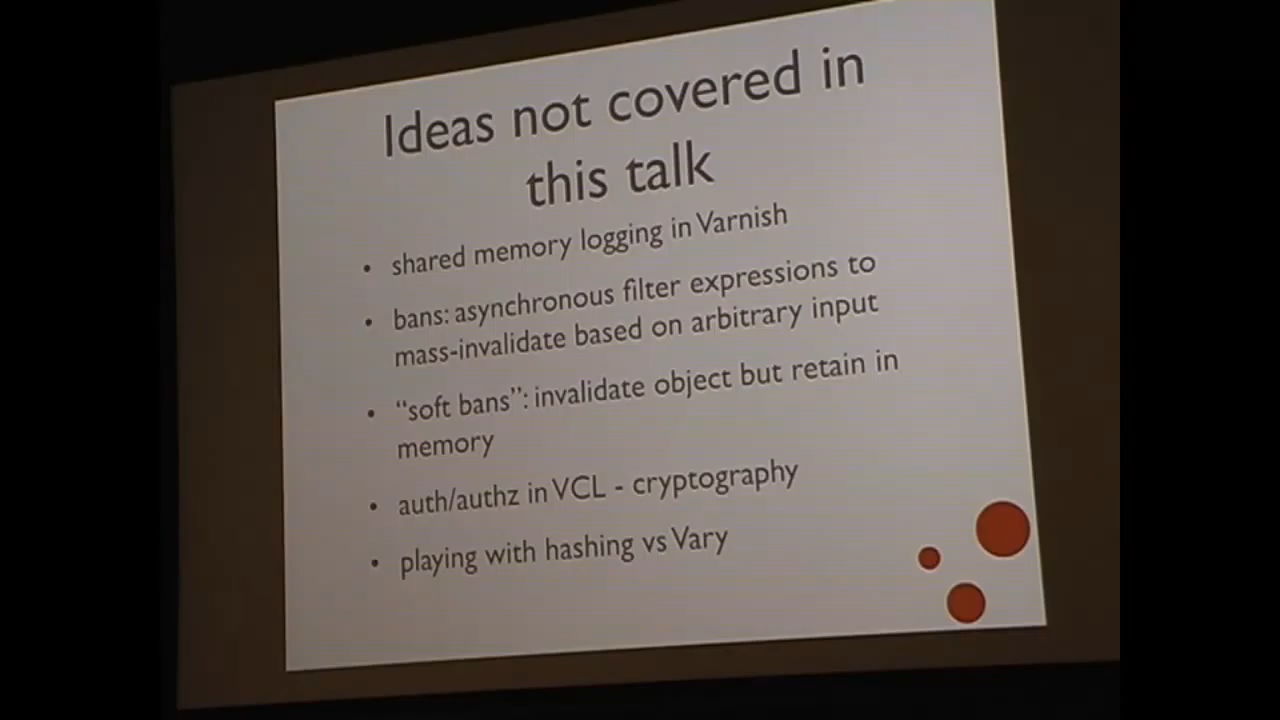 Ideas not covered in
this talk
• shared memory logging in Varnish
• bans: asynchronous filter expressions to
mass-invalidate based on arbitrary input
• “soft bans”: invalidate object but retain in
memory
• auth/authz in VCL - cryptography
• playing with hashing vs Vary